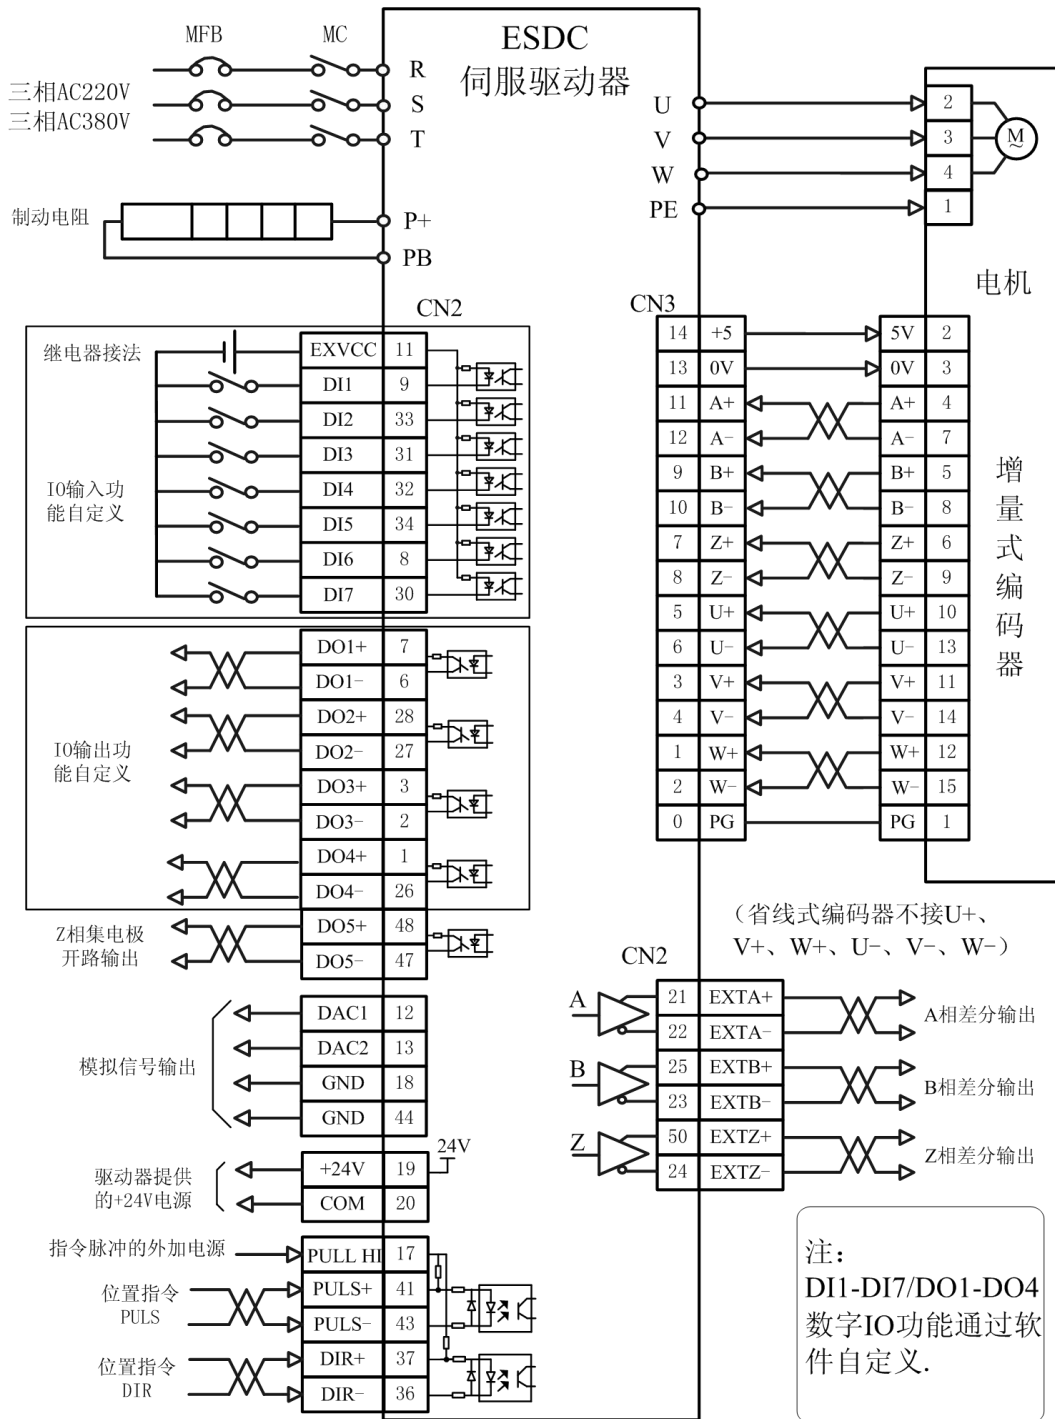 ESDC
伺服驱动器
MFB
MC
三相AC220V
三相AC380V
R
S
T
制动电阻
P+
PB
U
V
W
PE
2
3
4
1
M
~
电机
CN2
继电器接法
IO输入功
能自定义
EXVCC 11
DI1 9
DI2 33
DI3 31
DI4 32
DI5 34
DI6 8
DI7 30
IO输出功
能自定义
DO1+ 7
DO1- 6
DO2+ 28
DO2- 27
DO3+ 3
DO3- 2
DO4+ 1
DO4- 26
Z相集电极
开路输出
DO5+ 48
DO5- 47
模拟信号输出
DAC1 12
DAC2 13
GND 18
GND 44
驱动器提供
的+24V电源
+24V 19
24V
COM 20
指令脉冲的外加电源
PULL HI 17
位置指令
PULS
PULS+ 41
PULS- 43
位置指令
DIR
DIR+ 37
DIR- 36
CN3
14 +5 5V 2
13 0V 0V 3
11 A+ A+ 4
12 A- A- 7
9 B+ B+ 5
10 B- B- 8
7 Z+ Z+ 6
8 Z- Z- 9
5 U+ U+ 10
6 U- U- 13
3 V+ V+ 11
4 V- V- 14
1 W+ W+ 12
2 W- W- 15
0 PG PG 1
增量式编码器
（省线式编码器不接U+、
V+、W+、U-、V-、W-）
CN2
A
21 EXTA+
22 EXTA-
A相差分输出
B
25 EXTB+
23 EXTB-
B相差分输出
Z
50 EXTZ+
24 EXTZ-
Z相差分输出
注：
DI1-DI7/DO1-DO4
数字IO功能通过软
件自定义.